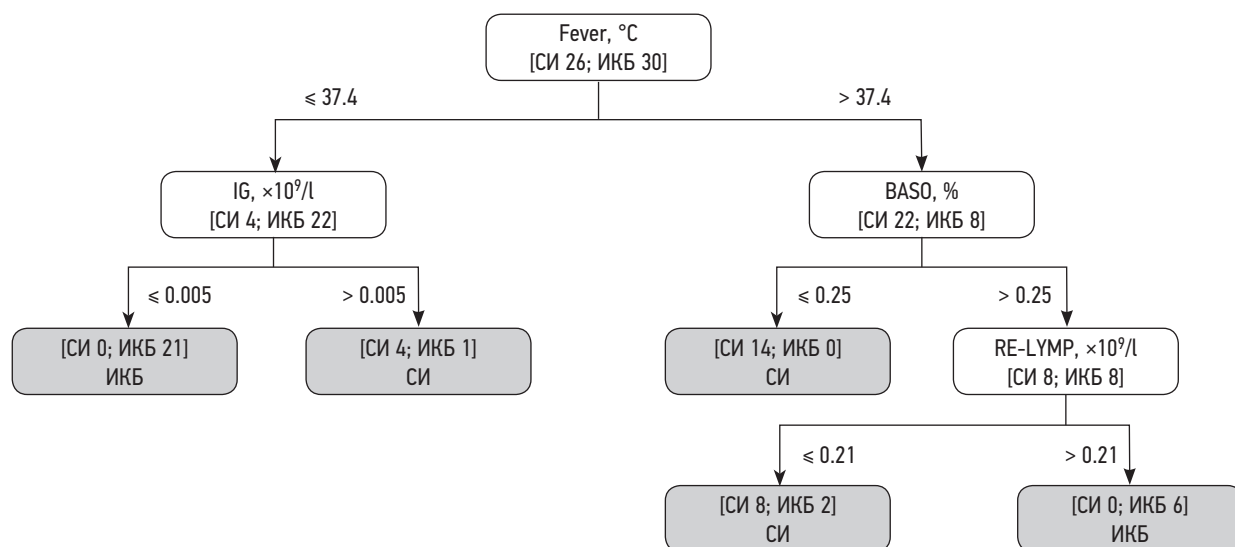 Fever, °C
[СИ 26; ИКБ 30]
⩽ 37.4
> 37.4
IG, ×10⁹/l
[СИ 4; ИКБ 22]
BASO, %
[СИ 22; ИКБ 8]
⩽ 0.005
> 0.005
⩽ 0.25
> 0.25
[СИ 0; ИКБ 21]
ИКБ
[СИ 4; ИКБ 1]
СИ
[СИ 14; ИКБ 0]
СИ
RE-LYMP, ×10⁹/l
[СИ 8; ИКБ 8]
⩽ 0.21
> 0.21
[СИ 8; ИКБ 2]
СИ
[СИ 0; ИКБ 6]
ИКБ